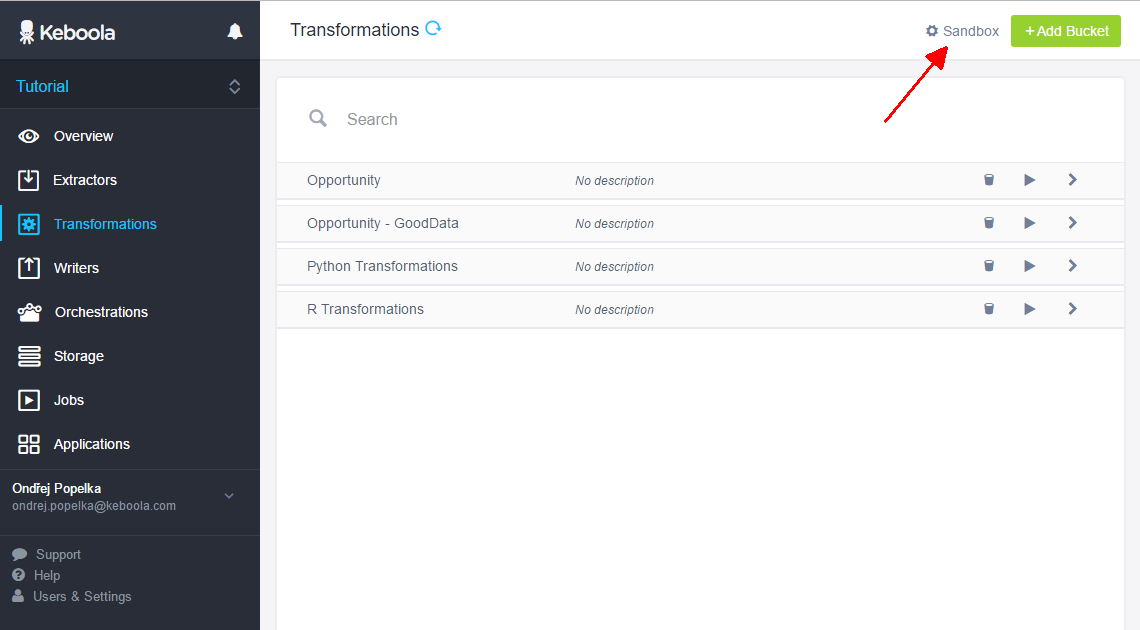 Keboola
Tutorial
Overview
Extractors
Transformations
Writers
Orchestrations
Storage
Jobs
Applications
Ondřej Popelka
ondrej.popelka@keboola.com
Support
Help
Users & Settings
Transformations
Sandbox
+ Add Bucket
Search
Opportunity No description
Opportunity - GoodData No description
Python Transformations No description
R Transformations No description